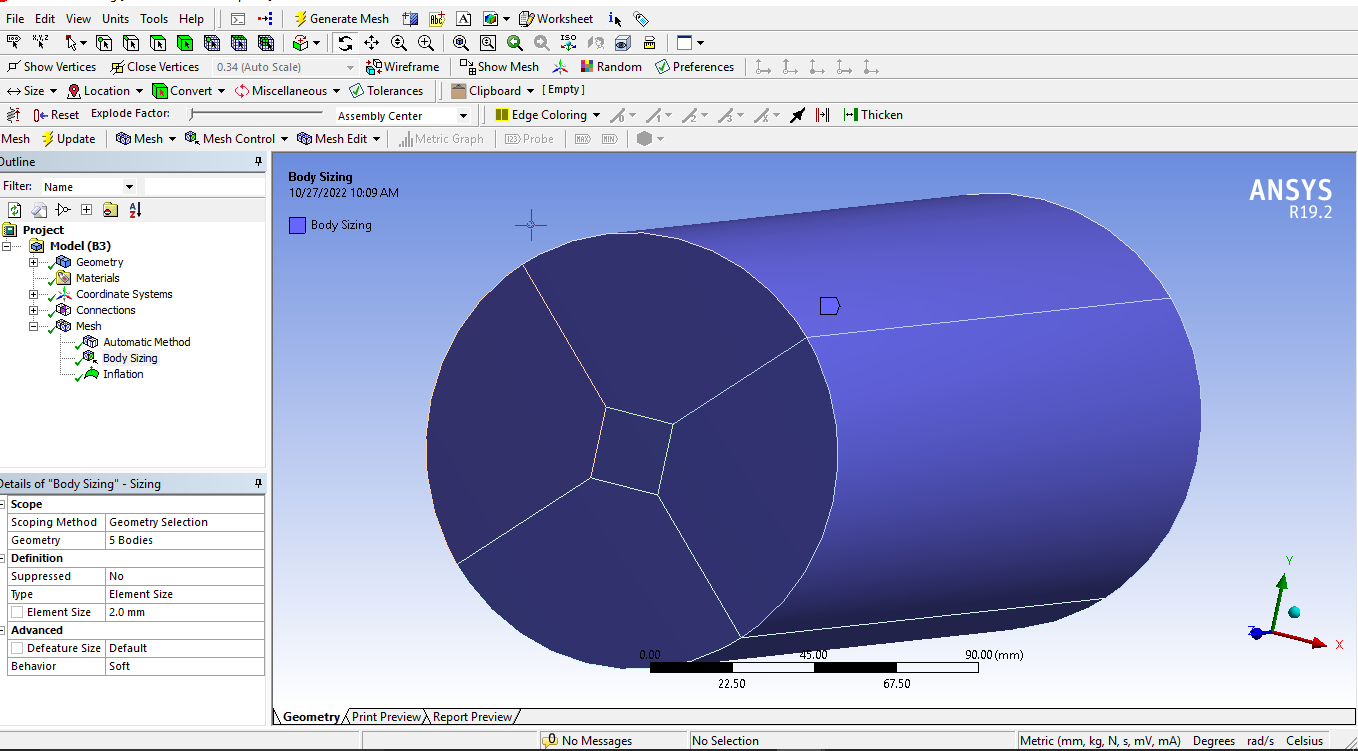 File Edit View Units Tools Help Generate Mesh Abc A Worksheet i
x,y,z ISO
Show Vertices Close Vertices 0.34 (Auto Scale) Wireframe Show Mesh Random Preferences
Size Location Convert Miscellaneous Tolerances Clipboard [ Empty ]
Reset Explode Factor: Assembly Center Edge Coloring Thicken
Mesh Update Mesh Mesh Control Mesh Edit Metric Graph Probe MAX MIN
Outline
Filter: Name
A Z
Project
Model (B3)
Geometry
Materials
Coordinate Systems
Connections
Mesh
Automatic Method
Body Sizing
Inflation
Details of "Body Sizing" - Sizing
Scope
Scoping Method Geometry Selection
Geometry 5 Bodies
Definition
Suppressed No
Type Element Size
Element Size 2.0 mm
Advanced
Defeature Size Default
Behavior Soft
Body Sizing
10/27/2022 10:09 AM
Body Sizing
ANSYS
R19.2
Y
Z
X
0.00 45.00 90.00 (mm)
22.50 67.50
Geometry Print Preview Report Preview
0 No Messages No Selection Metric (mm, kg, N, s, mV, mA) Degrees rad/s Celsius